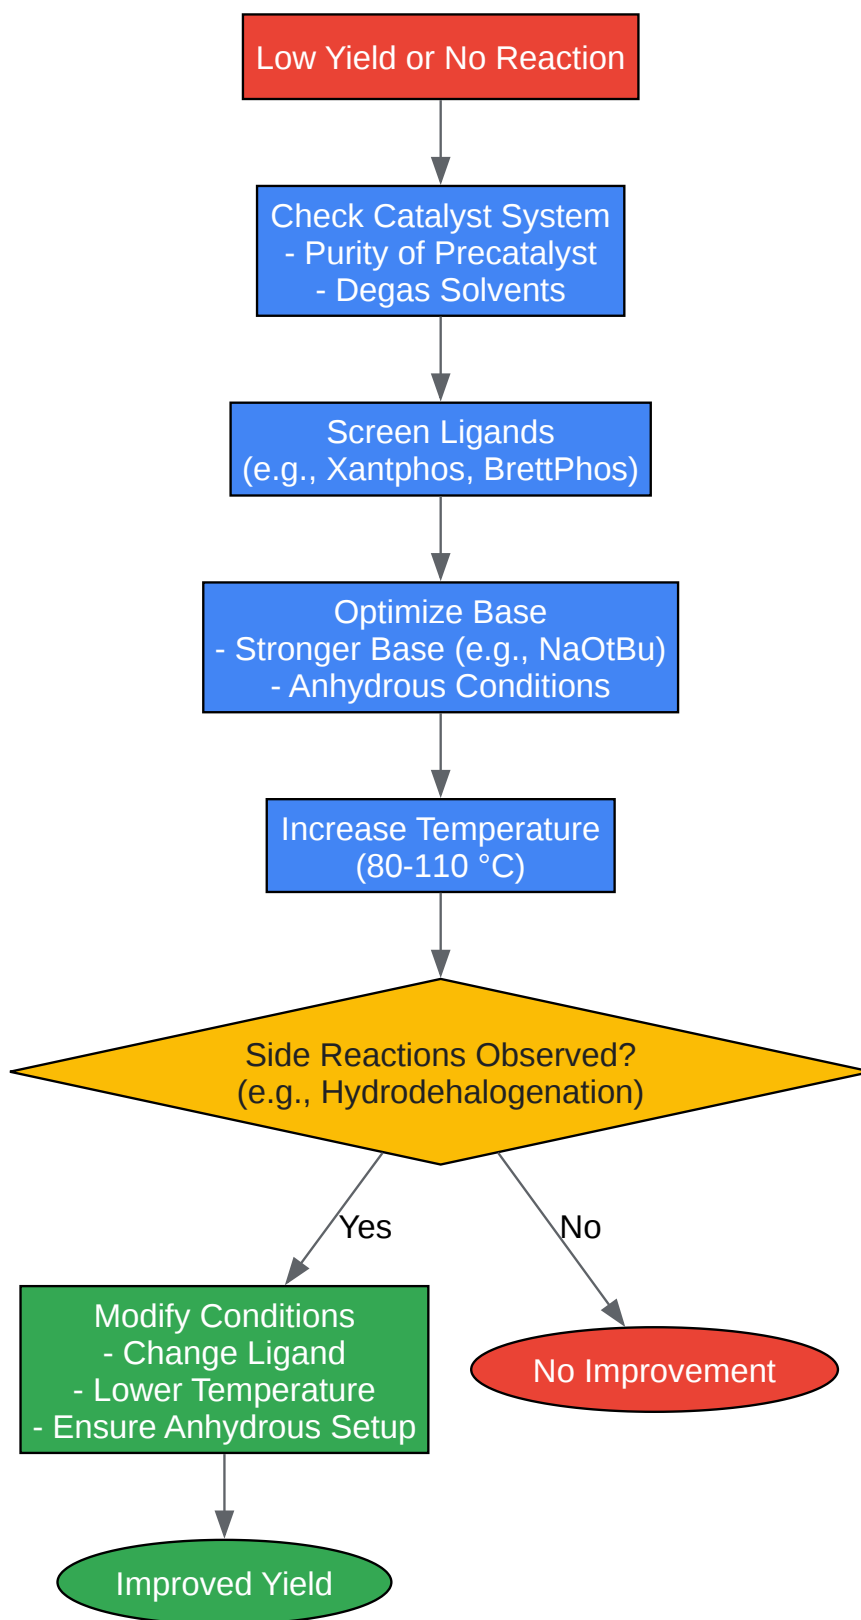 Low Yield or No Reaction
Check Catalyst System
- Purity of Precatalyst
- Degas Solvents
Screen Ligands
(e.g., Xantphos, BrettPhos)
Optimize Base
- Stronger Base (e.g., NaOtBu)
- Anhydrous Conditions
Increase Temperature
(80-110 °C)
Side Reactions Observed?
(e.g., Hydrodehalogenation)
Yes
No
Modify Conditions
- Change Ligand
- Lower Temperature
- Ensure Anhydrous Setup
No Improvement
Improved Yield